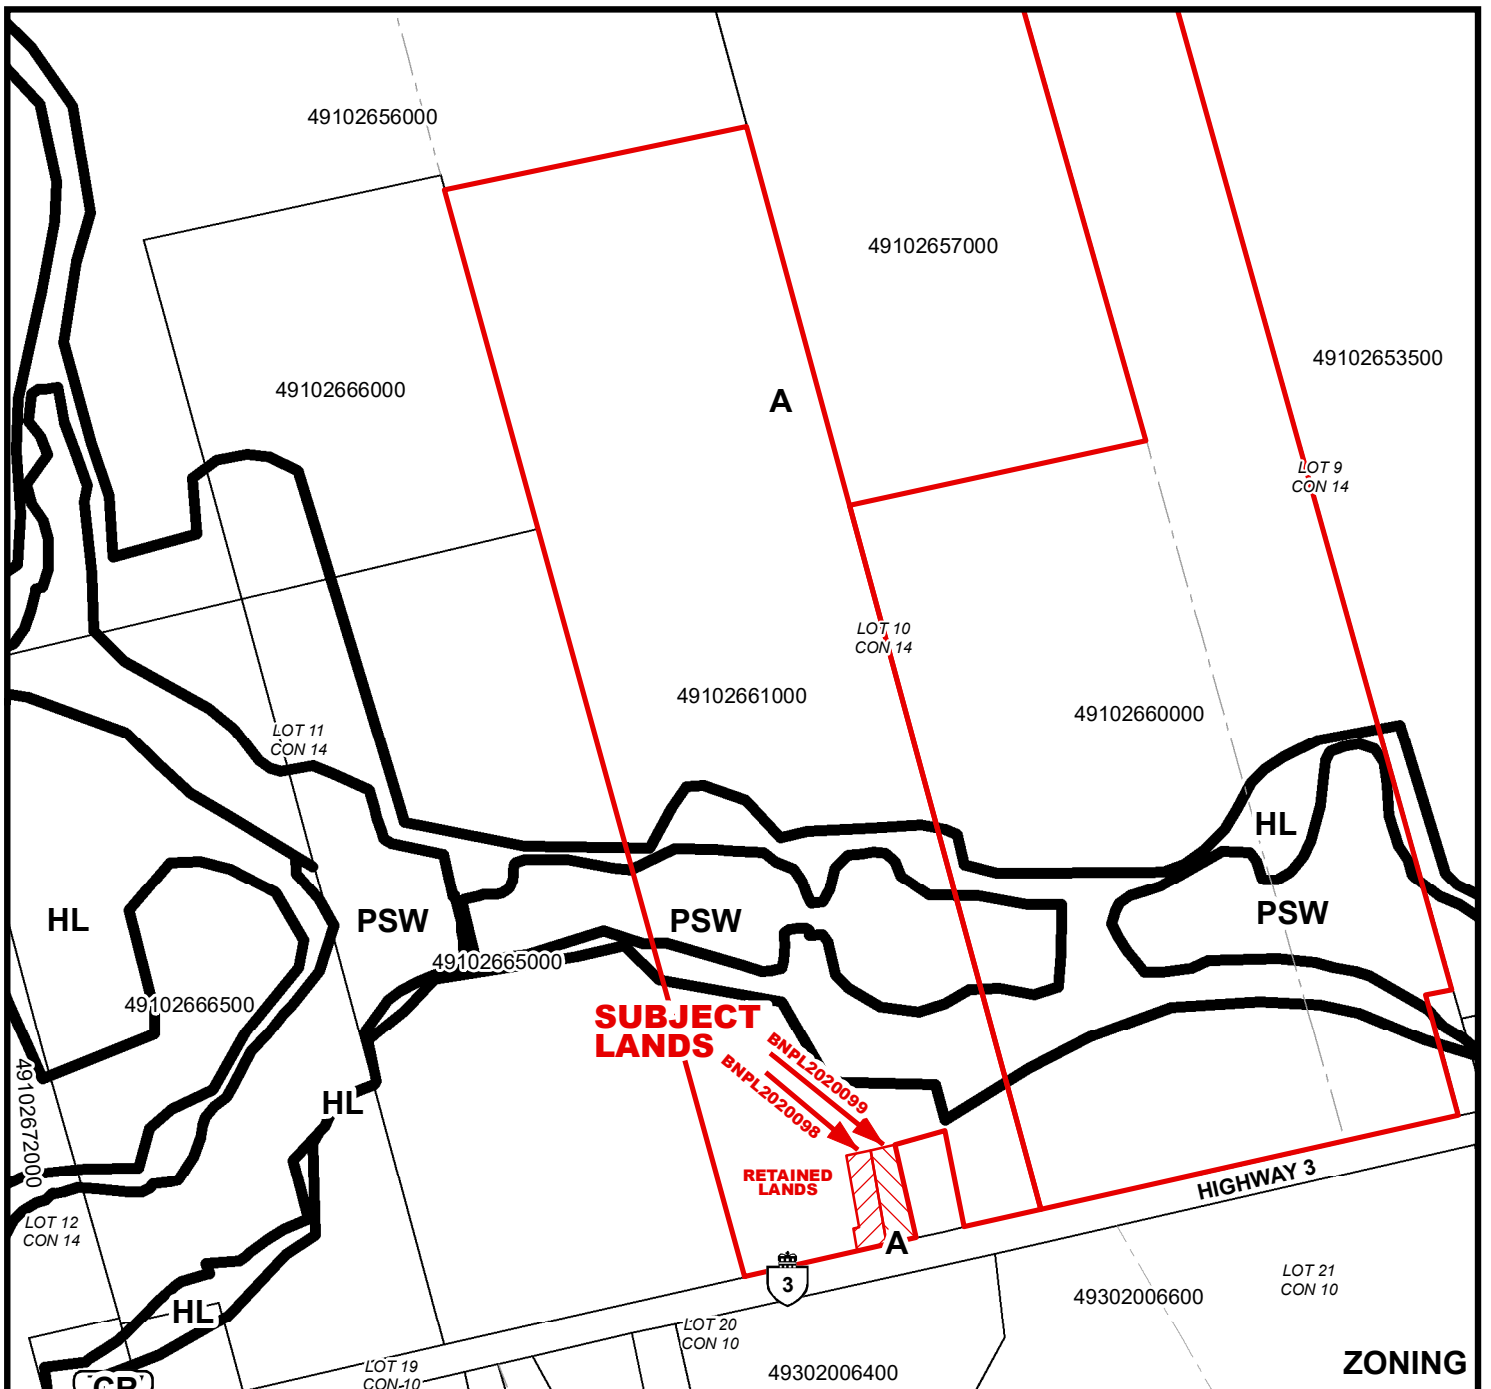 49102656000
49102657000
49102653500
49102666000
A
LOT 9
CON 14
LOT 10
CON 14
49102661000
49102660000
LOT 11
CON 14
HL
PSW
HL
PSW
PSW
49102665000
49102666500
SUBJECT
LANDS
BNPL2020099
BNPL2020098
49102672000
HL
RETAINED
LANDS
HIGHWAY 3
LOT 12
CON 14
A
3
HL
LOT 21
CON 10
49302006600
LOT 20
CON 10
ZONING
LOT 19
CON 10
49302006400
CR